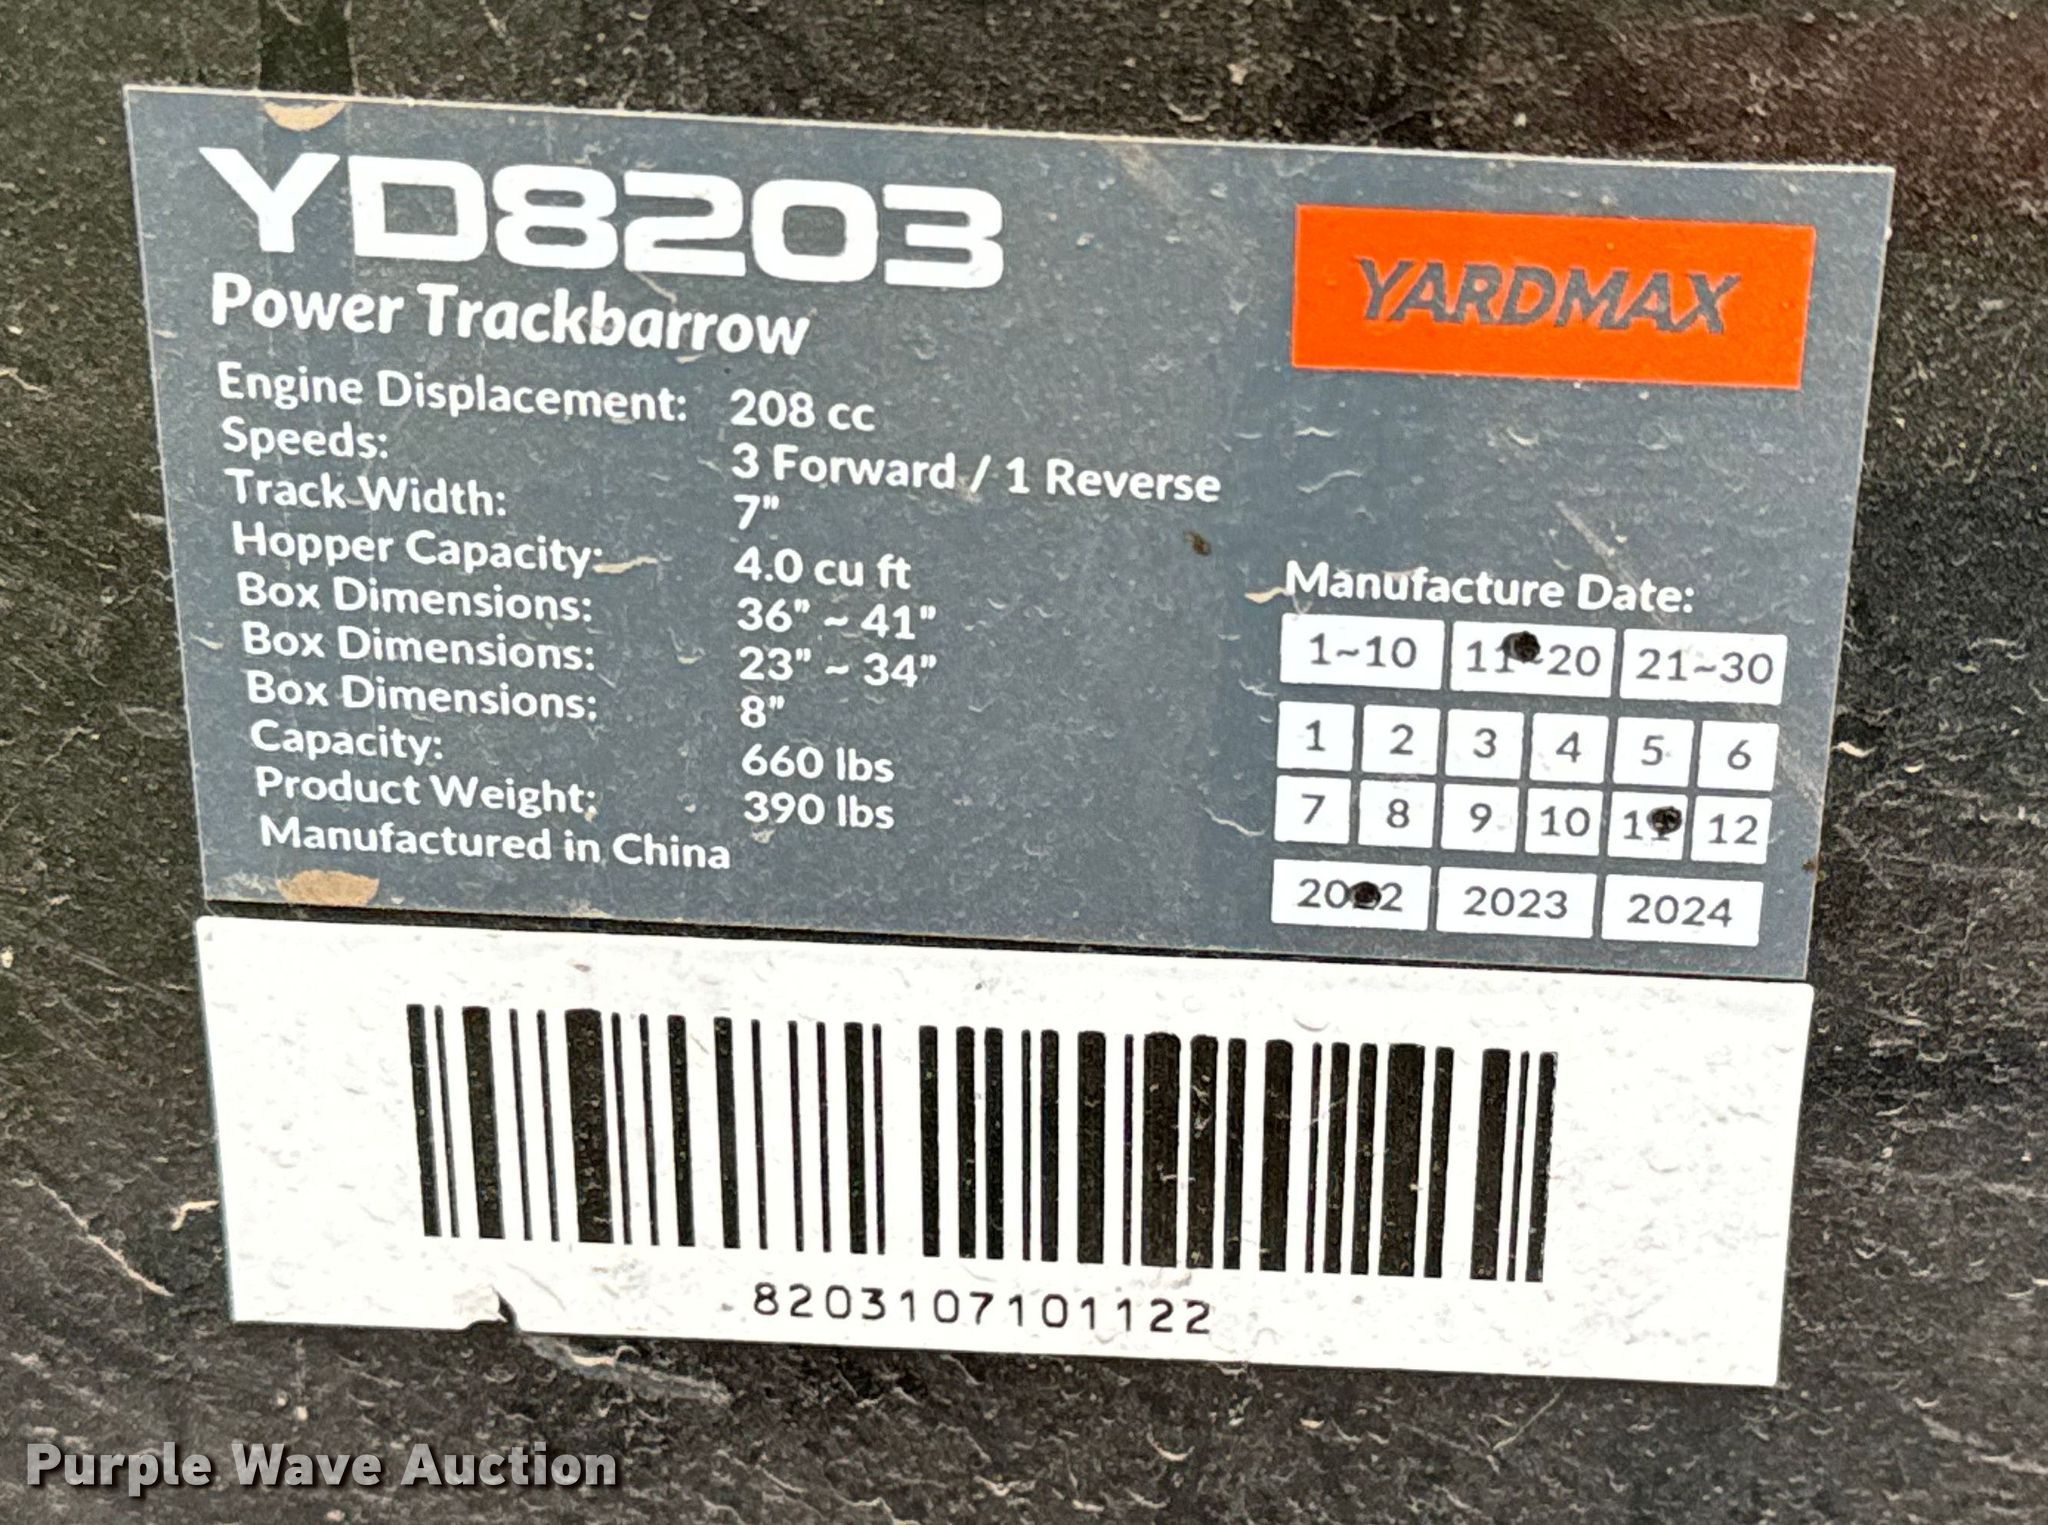 YD8203
YARDMAX
Power Trackbarrow
Engine Displacement: 208 cc
Speeds: 3 Forward / 1 Reverse
Track Width: 7"
Hopper Capacity: 4.0 cu ft
Box Dimensions: 36" ~ 41"
Box Dimensions: 23" ~ 34"
Box Dimensions: 8"
Capacity: 660 lbs
Product Weight: 390 lbs
Manufactured in China
Manufacture Date:
1~10 11~20 21~30
1 2 3 4 5 6
7 8 9 10 11 12
2022 2023 2024
8203107101122
Purple Wave Auction